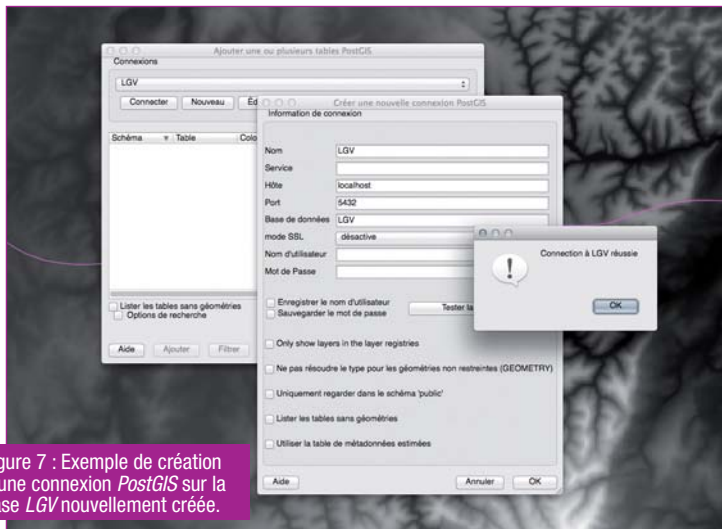 Ajouter une ou plusieurs tables PostGIS
Connexions
LGV
Connecter Nouveau
Schéma Table
Lister les tables sans géométries
Options de recherche
Aide Ajouter Filtrer
Créer une nouvelle connexion PostGIS
Information de connexion
Nom LGV
Service
Hôte localhost
Port 5432
Base de données LGV
mode SSL désactive
Nom d'utilisateur
Mot de Passe
Enregistrer le nom d'utilisateur
Sauvegarder le mot de passe
Tester la
Only show layers in the layer registries
Ne pas résoudre le type pour les géométries non restreintes (GEOMETRY)
Uniquement regarder dans le schéma 'public'
Lister les tables sans géométries
Utiliser la table de métadonnées estimées
Aide Annuler OK
Connection à LGV réussie
OK
gure 7 : Exemple de création
une connexion PostGIS sur la
ase LGV nouvellement créée.